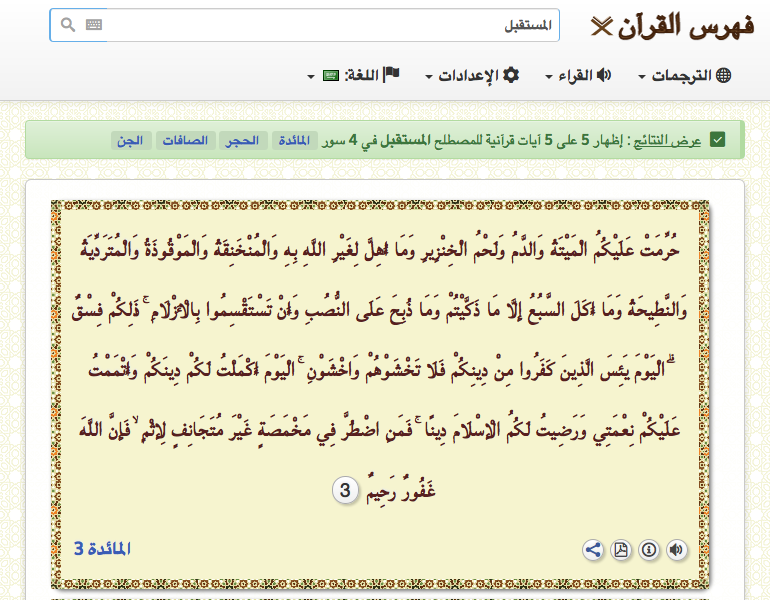 فهرس القرآن
المستقبل
الترجمات
القراء
الإعدادات
اللغة:
عرض النتائج : إظهار 5 على 5 آيات قرآنية للمصطلح المستقبل في 4 سور المائدة الحجر الصافات الجن
حُرِّمَتْ عَلَيْكُمُ الْمَيْتَةُ وَالدَّمُ وَلَحْمُ الْخِنْزِيرِ وَمَا أُهِلَّ لِغَيْرِ اللَّهِ بِهِ وَالْمُنْخَنِقَةُ وَالْمَوْقُوذَةُ وَالْمُتَرَدِّيَةُ
وَالنَّطِيحَةُ وَمَا أَكَلَ السَّبُعُ إِلَّا مَا ذَكَّيْتُمْ وَمَا ذُبِحَ عَلَى النُّصُبِ وَأَنْ تَسْتَقْسِمُوا بِالْأَزْلَامِ ۚ ذَٰلِكُمْ فِسْقٌ
ۗ الْيَوْمَ يَئِسَ الَّذِينَ كَفَرُوا مِنْ دِينِكُمْ فَلَا تَخْشَوْهُمْ وَاخْشَوْنِ ۚ الْيَوْمَ أَكْمَلْتُ لَكُمْ دِينَكُمْ وَأَتْمَمْتُ
عَلَيْكُمْ نِعْمَتِي وَرَضِيتُ لَكُمُ الْإِسْلَامَ دِينًا ۚ فَمَنِ اضْطُرَّ فِي مَخْمَصَةٍ غَيْرَ مُتَجَانِفٍ لِإِثْمٍ ۙ فَإِنَّ اللَّهَ
غَفُورٌ رَحِيمٌ 3
المائدة 3